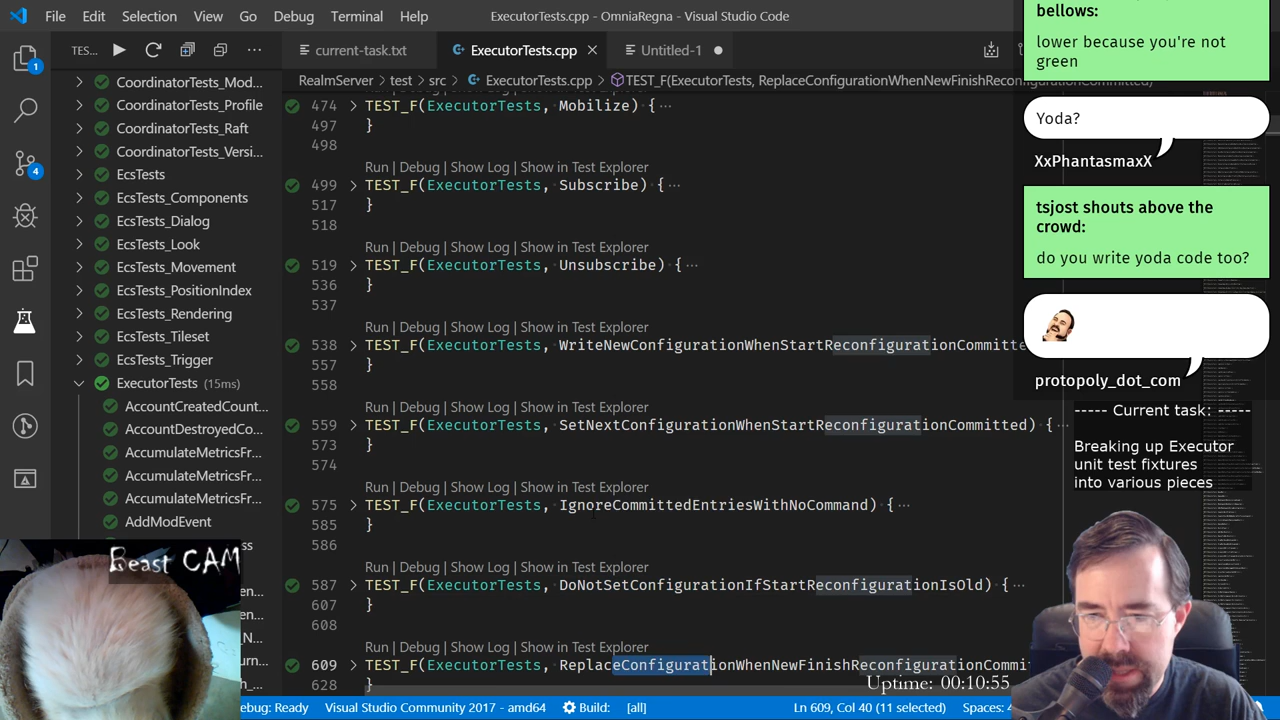 File Edit Selection View Go Debug Terminal Help ExecutorTests.cpp - OmniaRegna - Visual Studio Code
TES...
current-task.txt
ExecutorTests.cpp
Untitled-1
RealmServer > test > src > ExecutorTests.cpp > TEST_F(ExecutorTests, ReplaceConfigurationWhenNewFinishReconfigurationCommitted)
1
4
CoordinatorTests_Mod...
CoordinatorTests_Profile
CoordinatorTests_Raft
CoordinatorTests_Versi...
EcsTests
EcsTests_Components
EcsTests_Dialog
EcsTests_Look
EcsTests_Movement
EcsTests_PositionIndex
EcsTests_Rendering
EcsTests_Tileset
EcsTests_Trigger
ExecutorTests (15ms)
AccountCreatedCount...
AccountDestroyedCo...
AccumulateMetricsFr...
AccumulateMetricsFr...
AccumulateMetricsFr...
AddModEvent
474 TEST_F(ExecutorTests, Mobilize) {...
497 }
498
Run | Debug | Show Log | Show in Test Explorer
499 TEST_F(ExecutorTests, Subscribe) {...
517 }
518
Run | Debug | Show Log | Show in Test Explorer
519 TEST_F(ExecutorTests, Unsubscribe) {...
536 }
537
Run | Debug | Show Log | Show in Test Explorer
538 TEST_F(ExecutorTests, WriteNewConfigurationWhenStartReconfigurationCommitte
557 }
558
Run | Debug | Show Log | Show in Test Explorer
559 TEST_F(ExecutorTests, SetNextConfigurationWhenStartReconfigurationCommitted) {...
573 }
574
Run | Debug | Show Log | Show in Test Explorer
TEST_F(ExecutorTests,
}
Run | Debug | Show Log | Show in Test Explorer
TEST_F(ExecutorTests,
}
608
Run | Debug | Show Log | Show in Test Explorer
609 TEST_F(ExecutorTests, ReplaceConfigurationWhenNewFinishReconfigurationCommi
628 }
bellows:
lower because you're not
green
Yoda?
XxPhantasmaxX
tsjost shouts above the
crowd:
do you write yoda code too?
protopoly_dot_com
----- Current task: -----
Breaking up Executor
unit test fixtures
into various pieces
CAM
Uptime: 00:10:55
ebug: Ready Visual Studio Community 2017 - amd64 Build: [all] Ln 609, Col 40 (11 selected) Spaces: 4